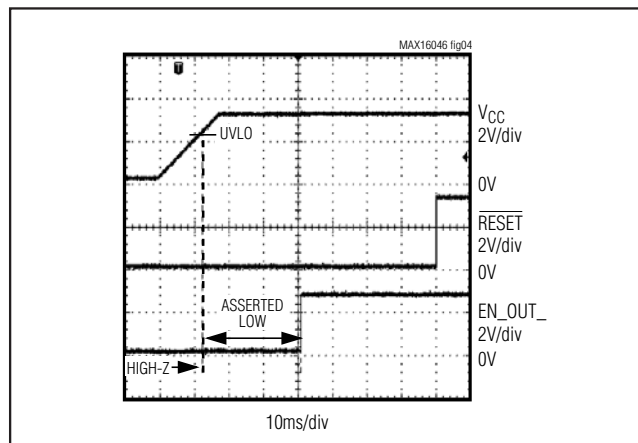 MAX16046 fig04
UVLO
VCC
2V/div
0V
RESET
2V/div
0V
ASSERTED
LOW
EN_OUT_
2V/div
0V
HIGH-Z
10ms/div